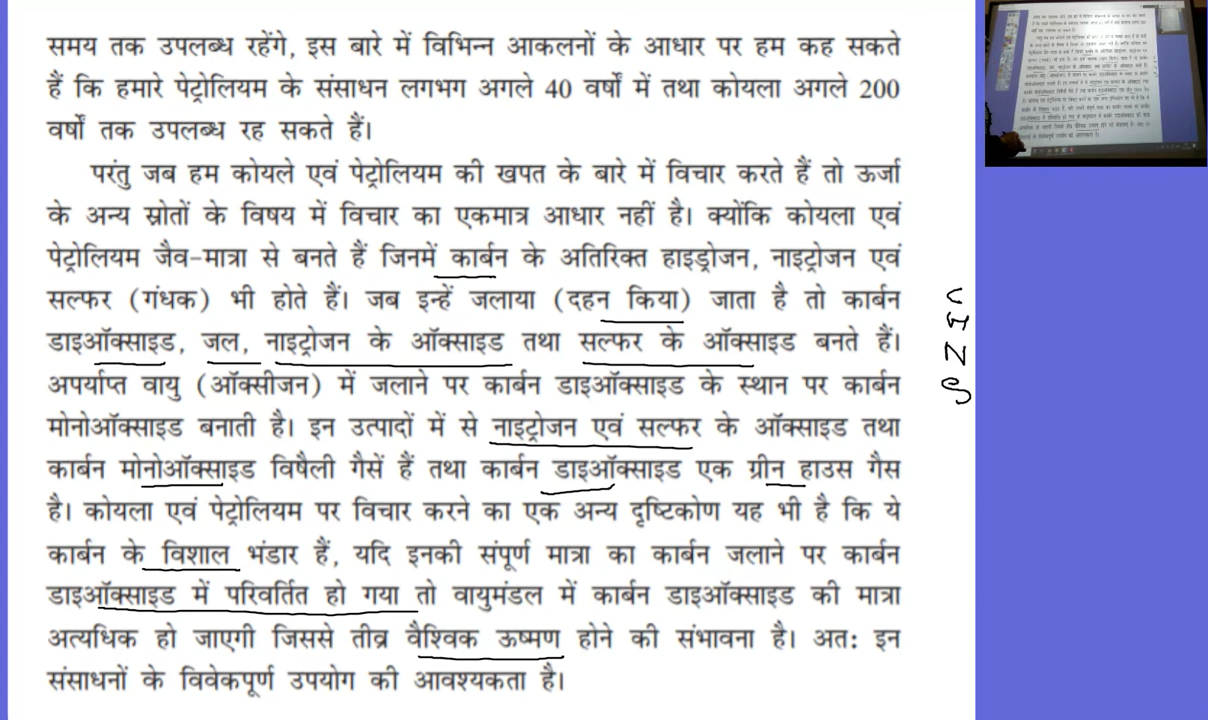 समय तक उपलब्ध रहेंगे, इस बारे में विभिन्न आकलनों के आधार पर हम कह सकते
हैं कि हमारे पेट्रोलियम के संसाधन लगभग अगले 40 वर्षों में तथा कोयला अगले 200
वर्षों तक उपलब्ध रह सकते हैं।
परंतु जब हम कोयले एवं पेट्रोलियम की खपत के बारे में विचार करते हैं तो ऊर्जा
के अन्य स्रोतों के विषय में विचार का एकमात्र आधार नहीं है। क्योंकि कोयला एवं
पेट्रोलियम जैव-मात्रा से बनते हैं जिनमें कार्बन के अतिरिक्त हाइड्रोजन, नाइट्रोजन एवं
सल्फर (गंधक) भी होते हैं। जब इन्हें जलाया (दहन किया) जाता है तो कार्बन
डाइऑक्साइड, जल, नाइट्रोजन के ऑक्साइड तथा सल्फर के ऑक्साइड बनते हैं।
अपर्याप्त वायु (ऑक्सीजन) में जलाने पर कार्बन डाइऑक्साइड के स्थान पर कार्बन
मोनोऑक्साइड बनाती है। इन उत्पादों में से नाइट्रोजन एवं सल्फर के ऑक्साइड तथा
कार्बन मोनोऑक्साइड विषैली गैसें हैं तथा कार्बन डाइऑक्साइड एक ग्रीन हाउस गैस
है। कोयला एवं पेट्रोलियम पर विचार करने का एक अन्य दृष्टिकोण यह भी है कि ये
कार्बन के विशाल भंडार हैं, यदि इनकी संपूर्ण मात्रा का कार्बन जलाने पर कार्बन
डाइऑक्साइड में परिवर्तित हो गया तो वायुमंडल में कार्बन डाइऑक्साइड की मात्रा
अत्यधिक हो जाएगी जिससे तीव्र वैश्विक ऊष्मण होने की संभावना है। अतः इन
संसाधनों के विवेकपूर्ण उपयोग की आवश्यकता है।